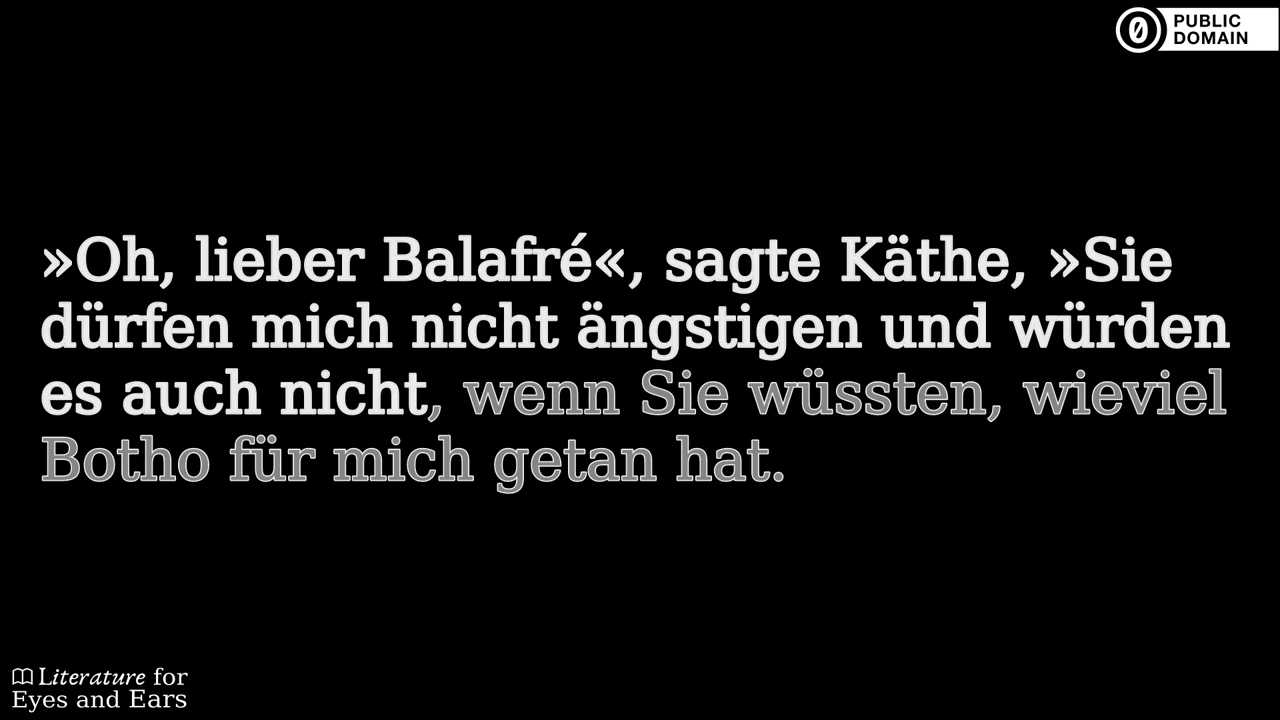 PUBLIC
DOMAIN
»Oh, lieber Balafré«, sagte Käthe, »Sie
dürfen mich nicht ängstigen und würden
es auch nicht, wenn Sie wüssten, wieviel
Botho für mich getan hat.
Literature for
Eyes and Ears